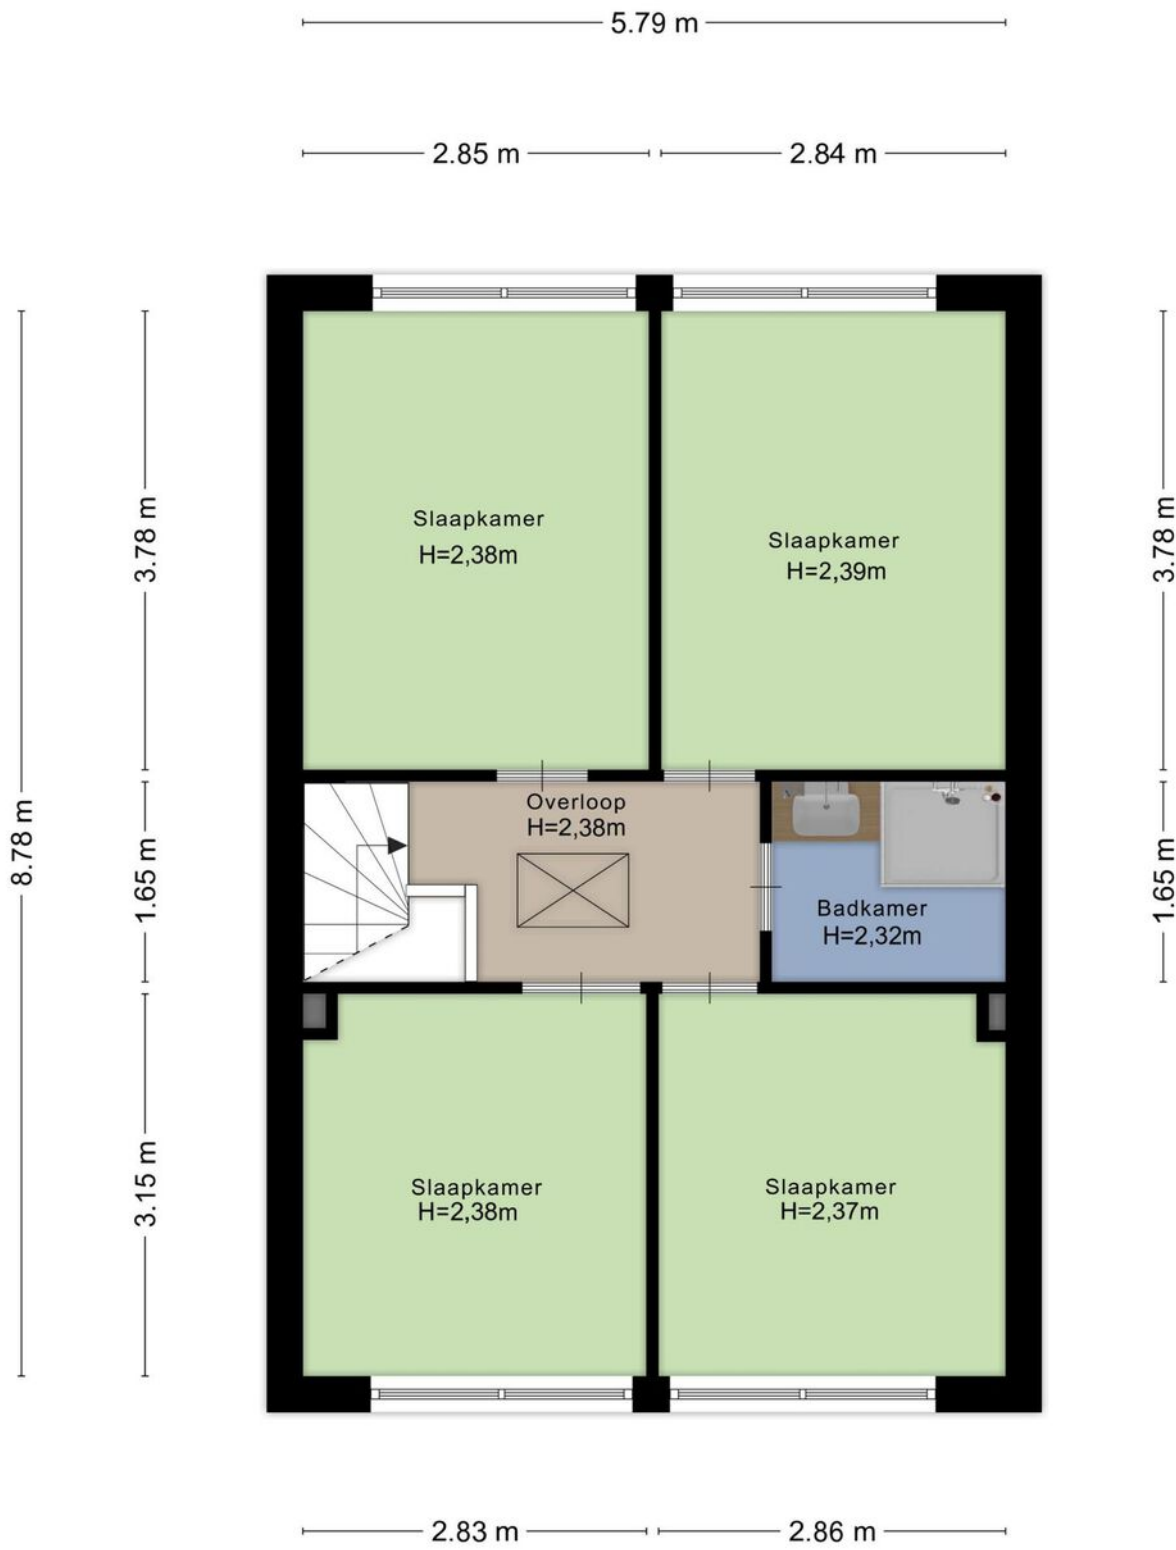 5.79 m
2.85 m
2.84 m
8.78 m
3.78 m
3.78 m
Slaapkamer
H=2,38m
Slaapkamer
H=2,39m
Overloop
H=2,38m
1.65 m
1.65 m
Badkamer
H=2,32m
3.15 m
Slaapkamer
H=2,38m
Slaapkamer
H=2,37m
2.83 m
2.86 m